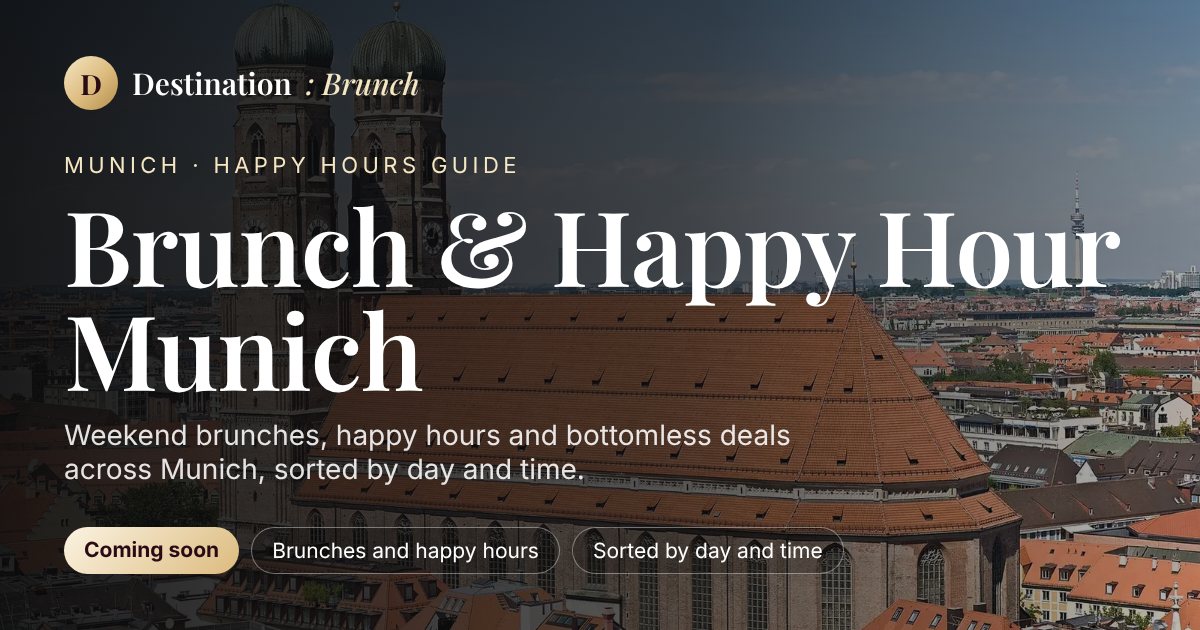 D Destination : Brunch
MUNICH · HAPPY HOURS GUIDE
Brunch & Happy Hour
Munich
Weekend brunches, happy hours and bottomless deals
across Munich, sorted by day and time.
Coming soon Brunches and happy hours Sorted by day and time